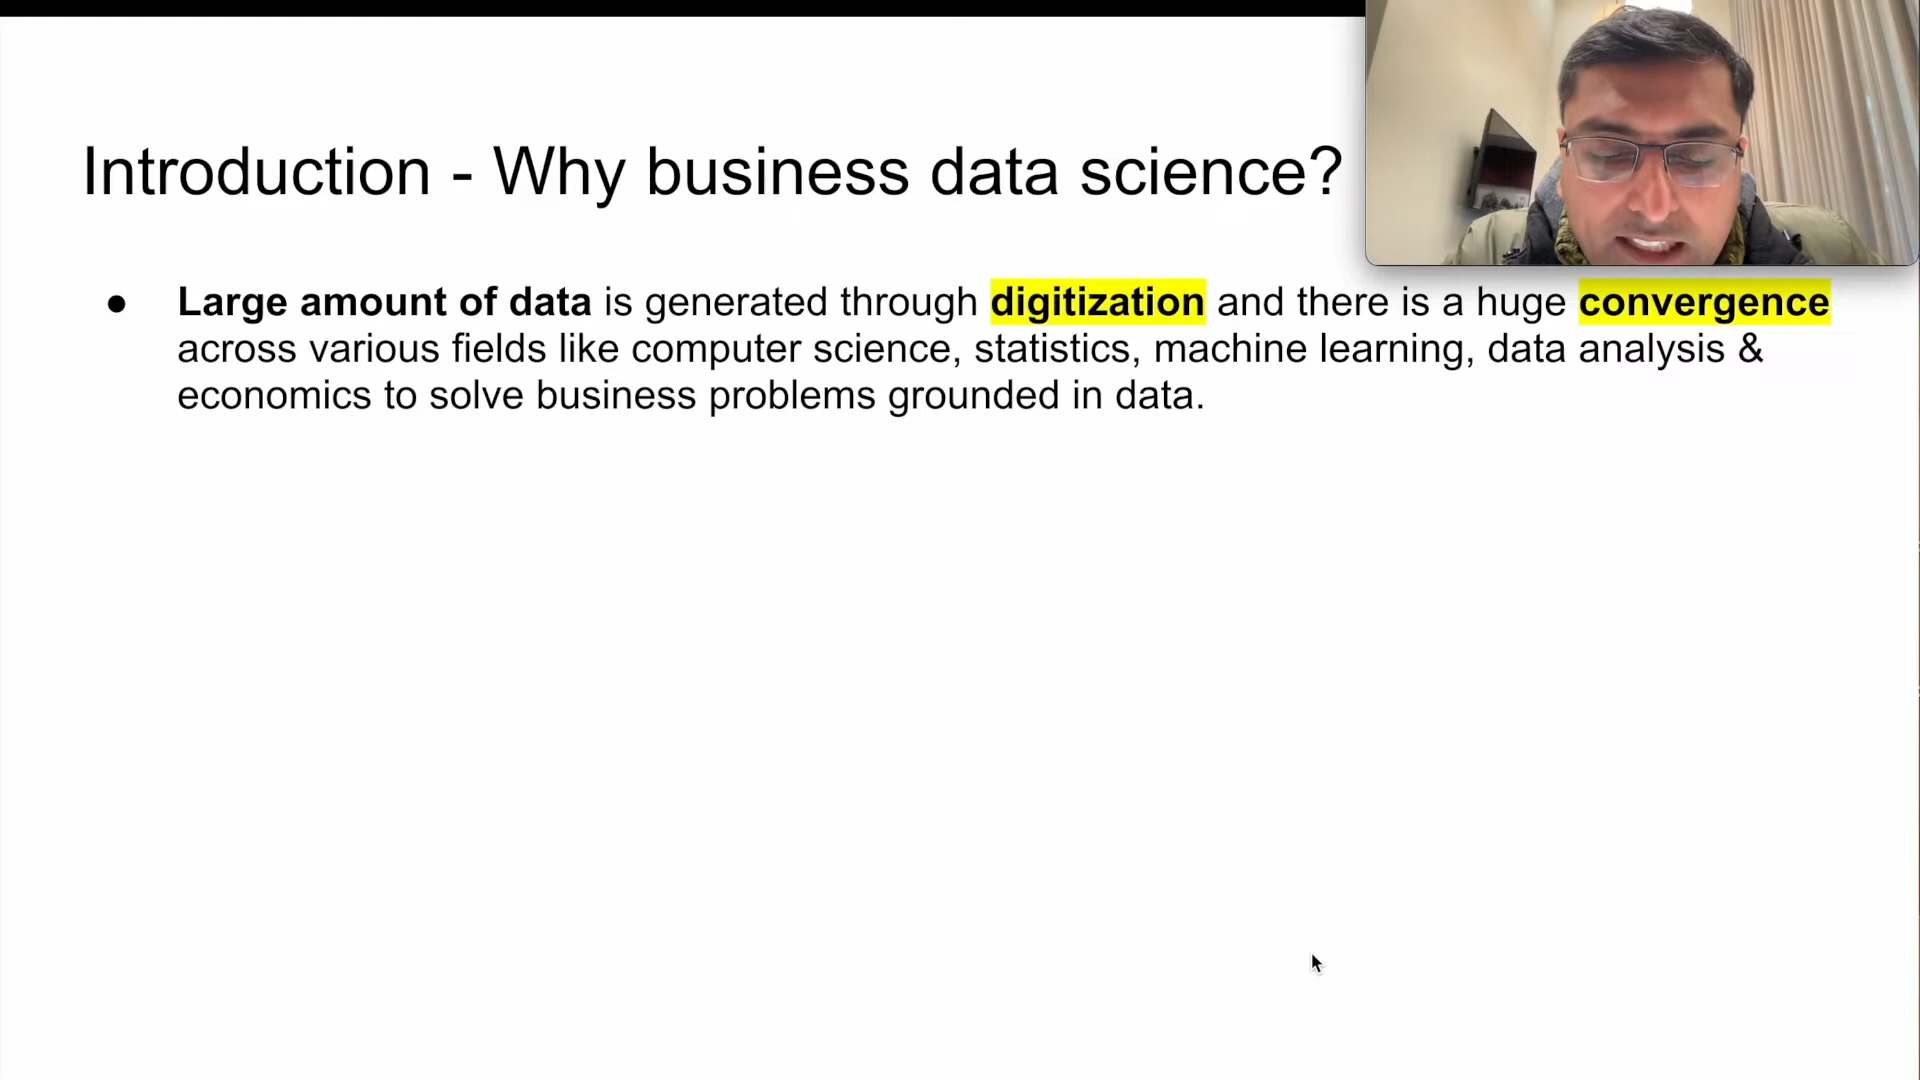 Introduction - Why business data science?
● Large amount of data is generated through digitization and there is a huge convergence
across various fields like computer science, statistics, machine learning, data analysis &
economics to solve business problems grounded in data.